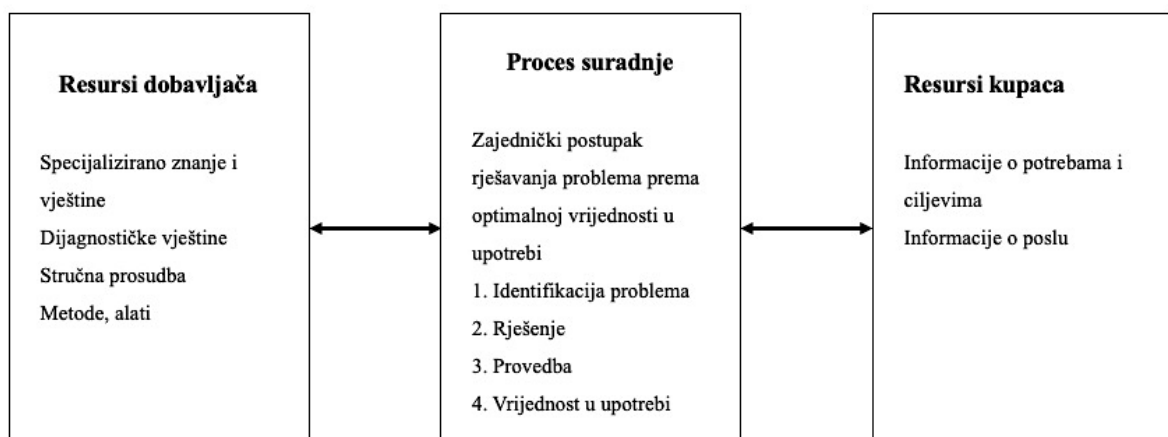 Resursi dobavljača
Specijalizirano znanje i
vještine
Dijagnostičke vještine
Stručna prosudba
Metode, alati
Proces suradnje
Zajednički postupak
rješavanja problema prema
optimalnoj vrijednosti u
upotrebi
1. Identifikacija problema
2. Rješenje
3. Provedba
4. Vrijednost u upotrebi
Resursi kupaca
Informacije o potrebama i
ciljevima
Informacije o poslu